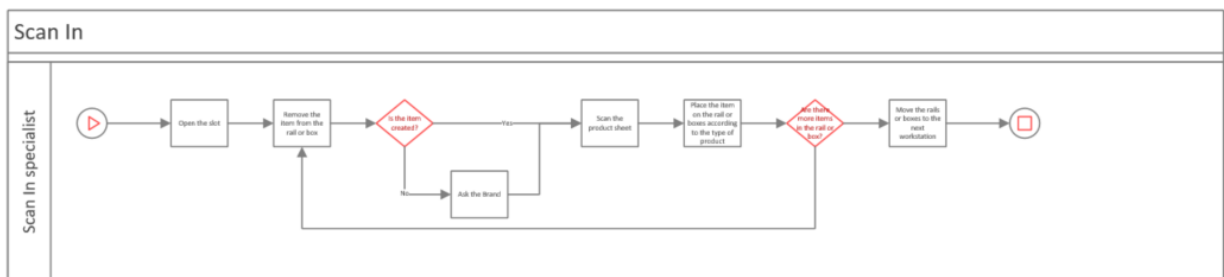 Scan In
Scan In specialist
Open the slot
Remove the
item from the
rail or box
Is the item
created?
Yes
No
Ask the Brand
Scan the
product sheet
Place the item
on the rail or
boxes according
to the type of
product
Are there
more items
in the rail or
box?
Move the rails
or boxes to the
next
workstation